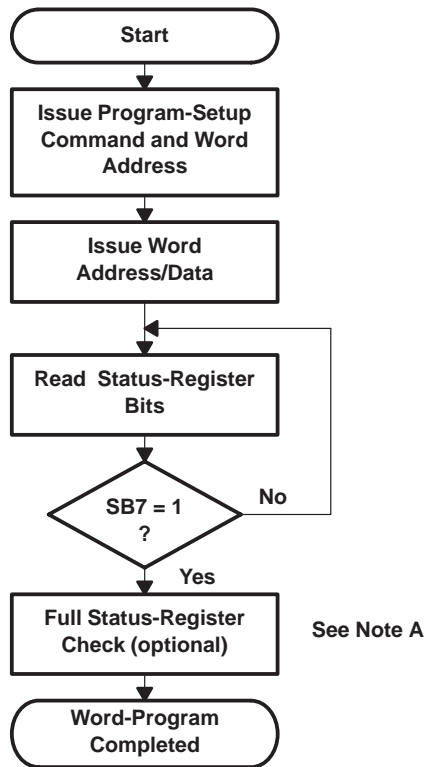 Start
Issue Program-Setup
Command and Word
Address
Issue Word
Address/Data
Read Status-Register
Bits
SB7 = 1
?
No
Yes
Full Status-Register
Check (optional)
See Note A
Word-Program
Completed